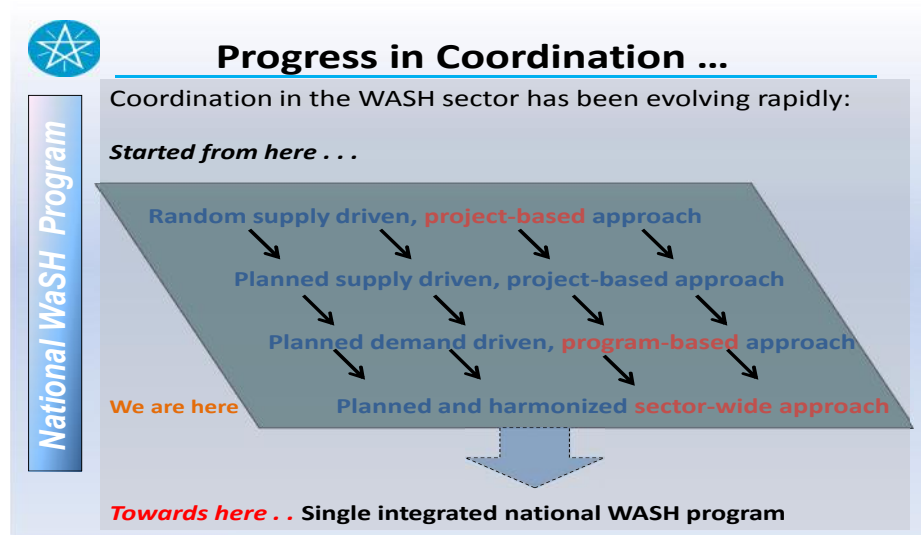 Progress in Coordination ...
National WaSH Program
Coordination in the WASH sector has been evolving rapidly:
Started from here . . .
Random supply driven, project-based approach
Planned supply driven, project-based approach
Planned demand driven, program-based approach
We are here
Planned and harmonized sector-wide approach
Towards here . . Single integrated national WASH program